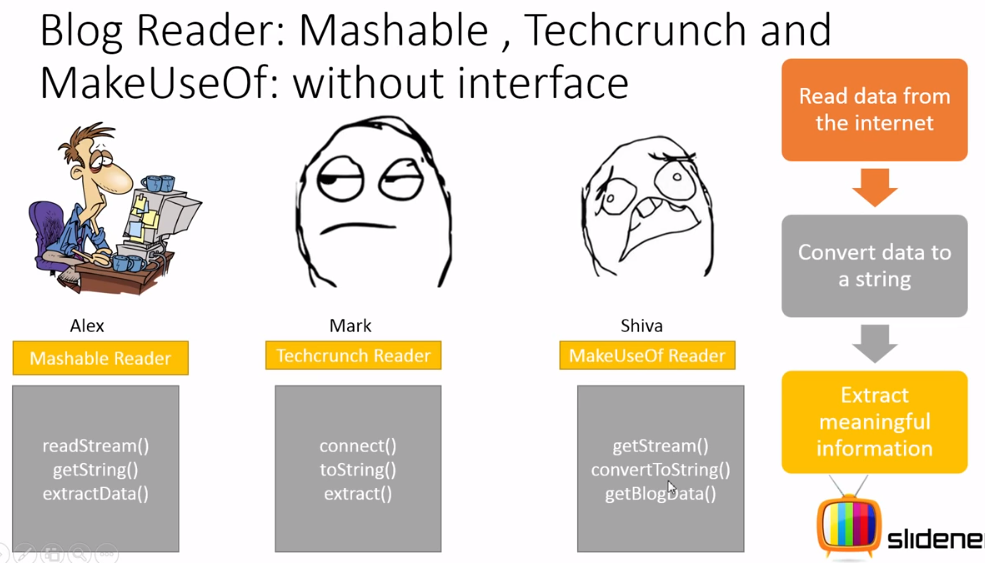 Blog Reader: Mashable , Techcrunch and
MakeUseOf: without interface
Alex
Mashable Reader
readStream()
getString()
extractData()
Mark
Techcrunch Reader
connect()
toString()
extract()
Shiva
MakeUseOf Reader
getStream()
convertToString()
getBlogData()
Read data from
the internet
Convert data to
a string
Extract
meaningful
information
slidene